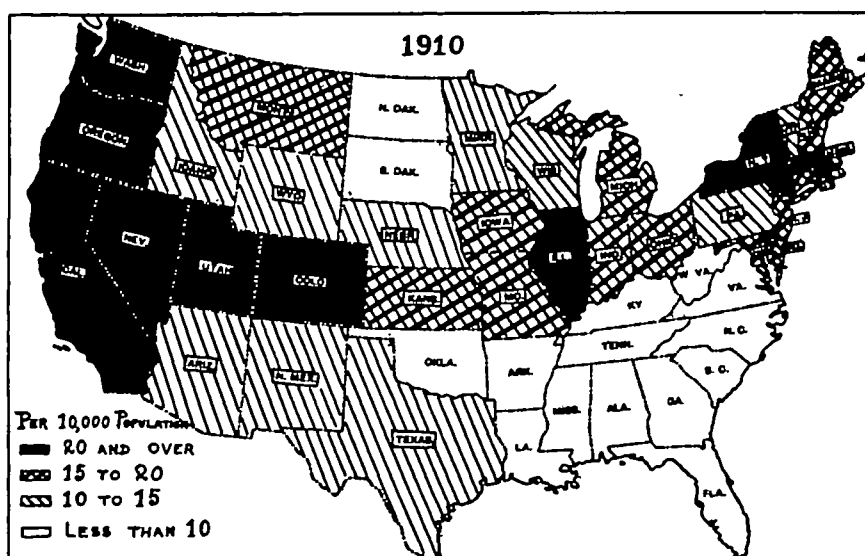 1910
WASH
OREGON
CAL
NEV
IDAHO
MONT
WYO
UTAH
COLO
ARIZ
N. MEX
N. DAK.
S. DAK.
NEBR
KANS
OKLA.
TEXAS
MINN
IOWA
MO.
ARK.
LA.
WIS
ILL
MICH
IND
OHIO
KY
TENN.
MISS.
ALA.
GA.
FLA.
S. C.
N. C.
VA.
W VA.
PA.
N. Y
PER 10,000 POPULATION
20 AND OVER
15 TO 20
10 TO 15
LESS THAN 10